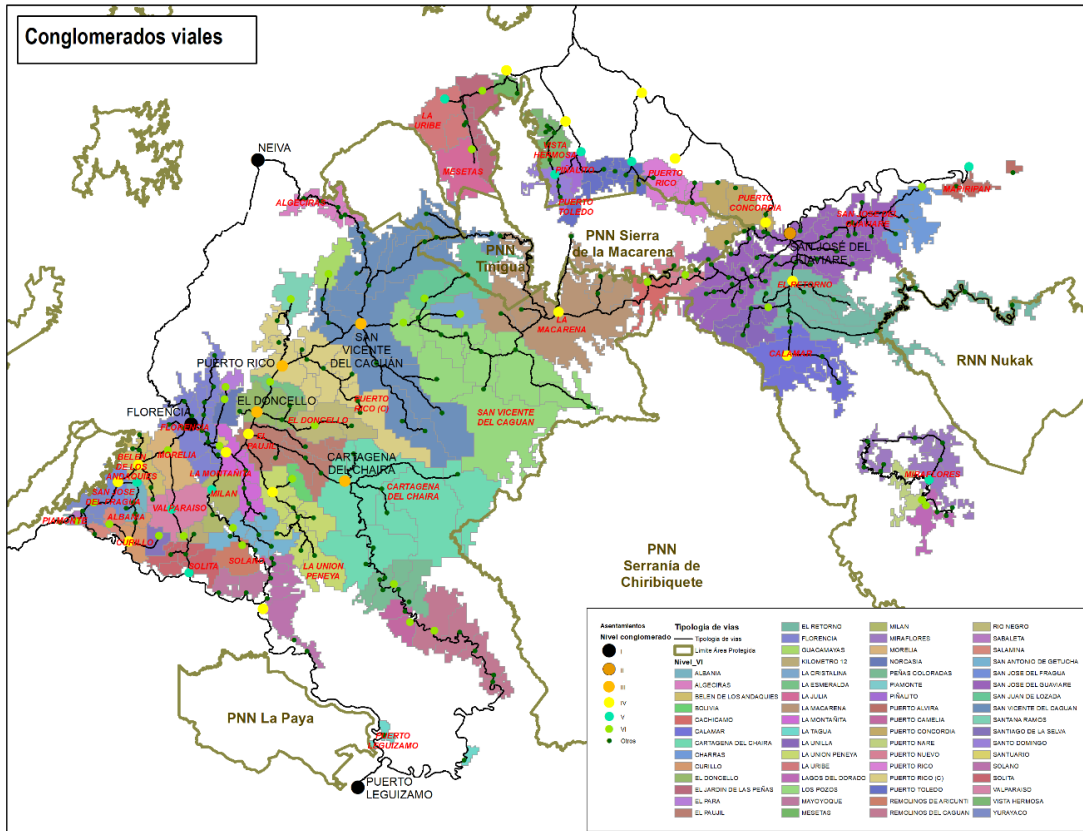 Conglomerados viales
LA
URIBE
MESETAS
NEIVA
ALGECIRAS
VISTA
HERMOSA
PIÑALITO
PUERTO
TOLEDO
PUERTO
RICO
PUERTO
CONCORDIA
MAPIRIPÁN
SAN JOSÉ DEL
GUAVIARE
SAN JOSÉ DEL
GUAVIARE
PNN
Tinigua
PNN Sierra
de la Macarena
EL RETORNO
LA
MACARENA
CALAMAR
RNN Nukak
SAN
VICENTE
DEL CAGUÁN
PUERTO RICO
PUERTO
RICO (C)
SAN VICENTE
DEL CAGUAN
EL DONCELLO
EL DONCELLO
FLORENCIA
FLORENCIA
EL
PAUJIL
MORELIA
BELEN
DE LOS
ANDAQUIES
LA MONTAÑITA
CARTAGENA
DEL CHAIRA
CARTAGENA
DEL CHAIRA
SAN JOSE
DEL FRAGUA
MILAN
VALPARAISO
ALBANIA
PIAMONTE
CURILLO
SOLITA
SOLANO
LA UNION
PENEYA
MIRAFLORES
PNN
Serranía de
Chiribiquete
PNN La Paya
PUERTO
LEGUIZAMO
PUERTO
LEGUIZAMO
Asentamientos
Nivel conglomerado
I
II
III
IV
V
VI
Otros
Tipología de vias
Tipología de vias
Limite Área Protegida
Nivel_VI
ALBANIA
ALGECIRAS
BELEN DE LOS ANDAQUIES
BOLIVIA
CACHICAMO
CALAMAR
CARTAGENA DEL CHAIRA
CHARRAS
CURILLO
EL DONCELLO
EL JARDIN DE LAS PEÑAS
EL PARA
EL PAUJIL
EL RETORNO
FLORENCIA
GUACAMAYAS
KILOMETRO 12
LA CRISTALINA
LA ESMERALDA
LA JULIA
LA MACARENA
LA MONTAÑITA
LA TAGUA
LA UNILLA
LA UNION PENEYA
LA URIBE
LAGOS DEL DORADO
LOS POZOS
MAYOYOQUE
MESETAS
MILAN
MIRAFLORES
MORELIA
NORCASIA
PEÑAS COLORADAS
PIAMONTE
PIÑALITO
PUERTO ALVIRA
PUERTO CAMELIA
PUERTO CONCORDIA
PUERTO NARE
PUERTO NUEVO
PUERTO RICO
PUERTO RICO (C)
PUERTO TOLEDO
REMOLINOS DE ARICUNTI
REMOLINOS DEL CAGUAN
RIO NEGRO
SABALETA
SALAMINA
SAN ANTONIO DE GETUCHA
SAN JOSE DEL FRAGUA
SAN JOSE DEL GUAVIARE
SAN JUAN DE LOZADA
SAN VICENTE DEL CAGUAN
SANTANA RAMOS
SANTIAGO DE LA SELVA
SANTO DOMINGO
SANTUARIO
SOLANO
SOLITA
VALPARAISO
VISTA HERMOSA
YURAYACO